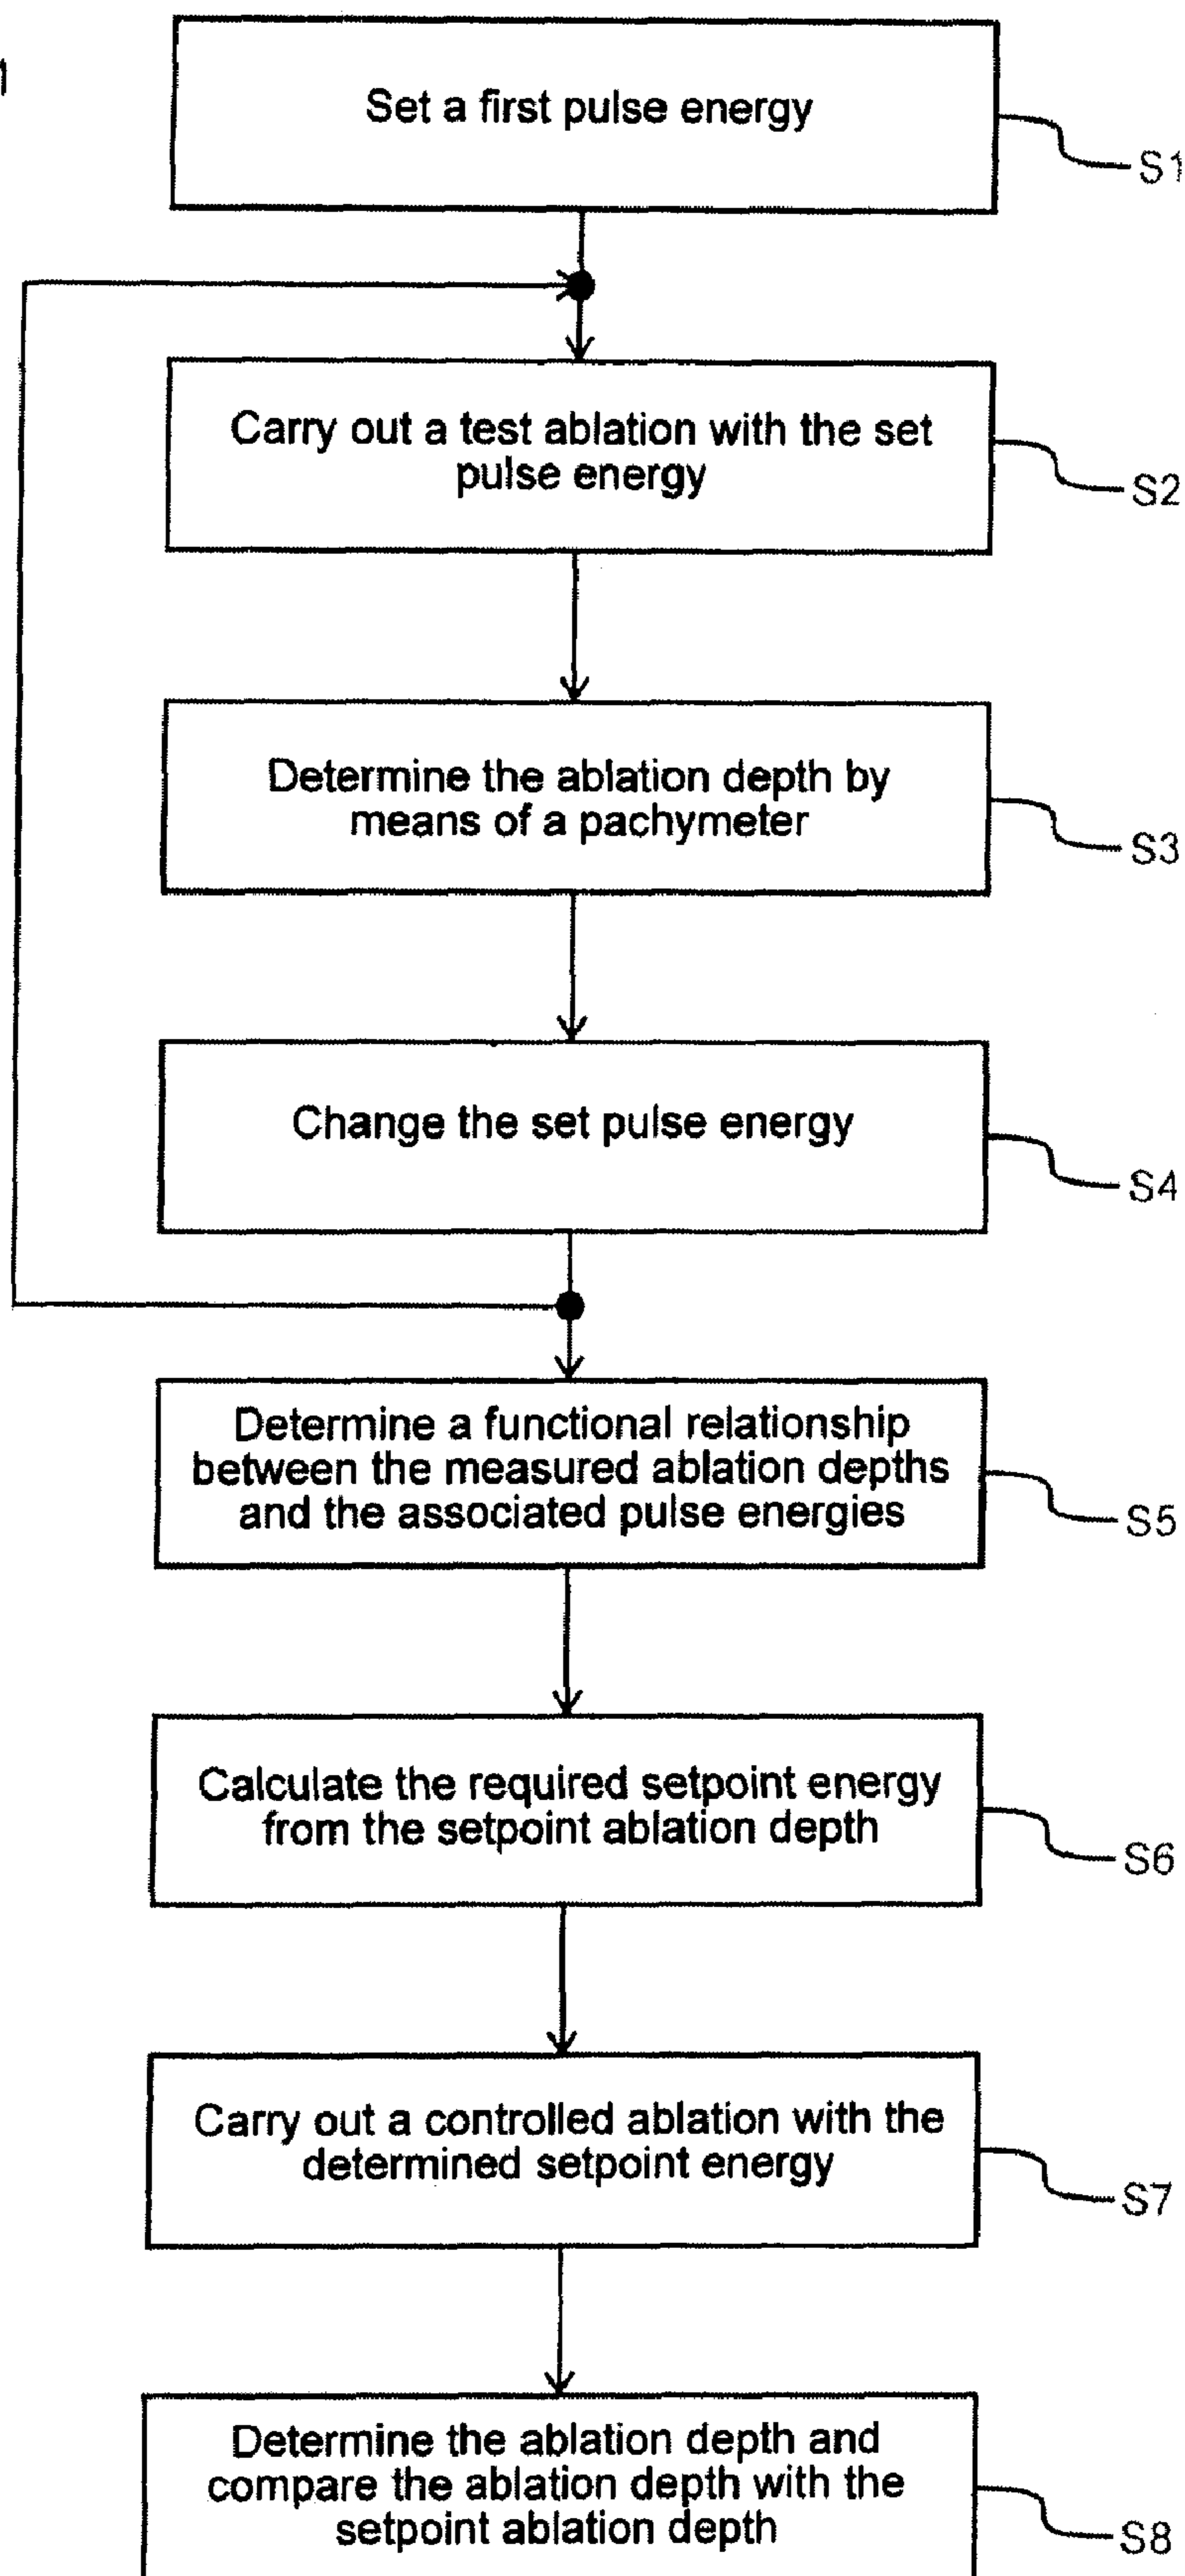 Set a first pulse energy
S1
Carry out a test ablation with the set
pulse energy
S2
Determine the ablation depth by
means of a pachymeter
S3
Change the set pulse energy
S4
Determine a functional relationship
between the measured ablation depths
and the associated pulse energies
S5
Calculate the required setpoint energy
from the setpoint ablation depth
S6
Carry out a controlled ablation with the
determined setpoint energy
S7
Determine the ablation depth and
compare the ablation depth with the
setpoint ablation depth
S8